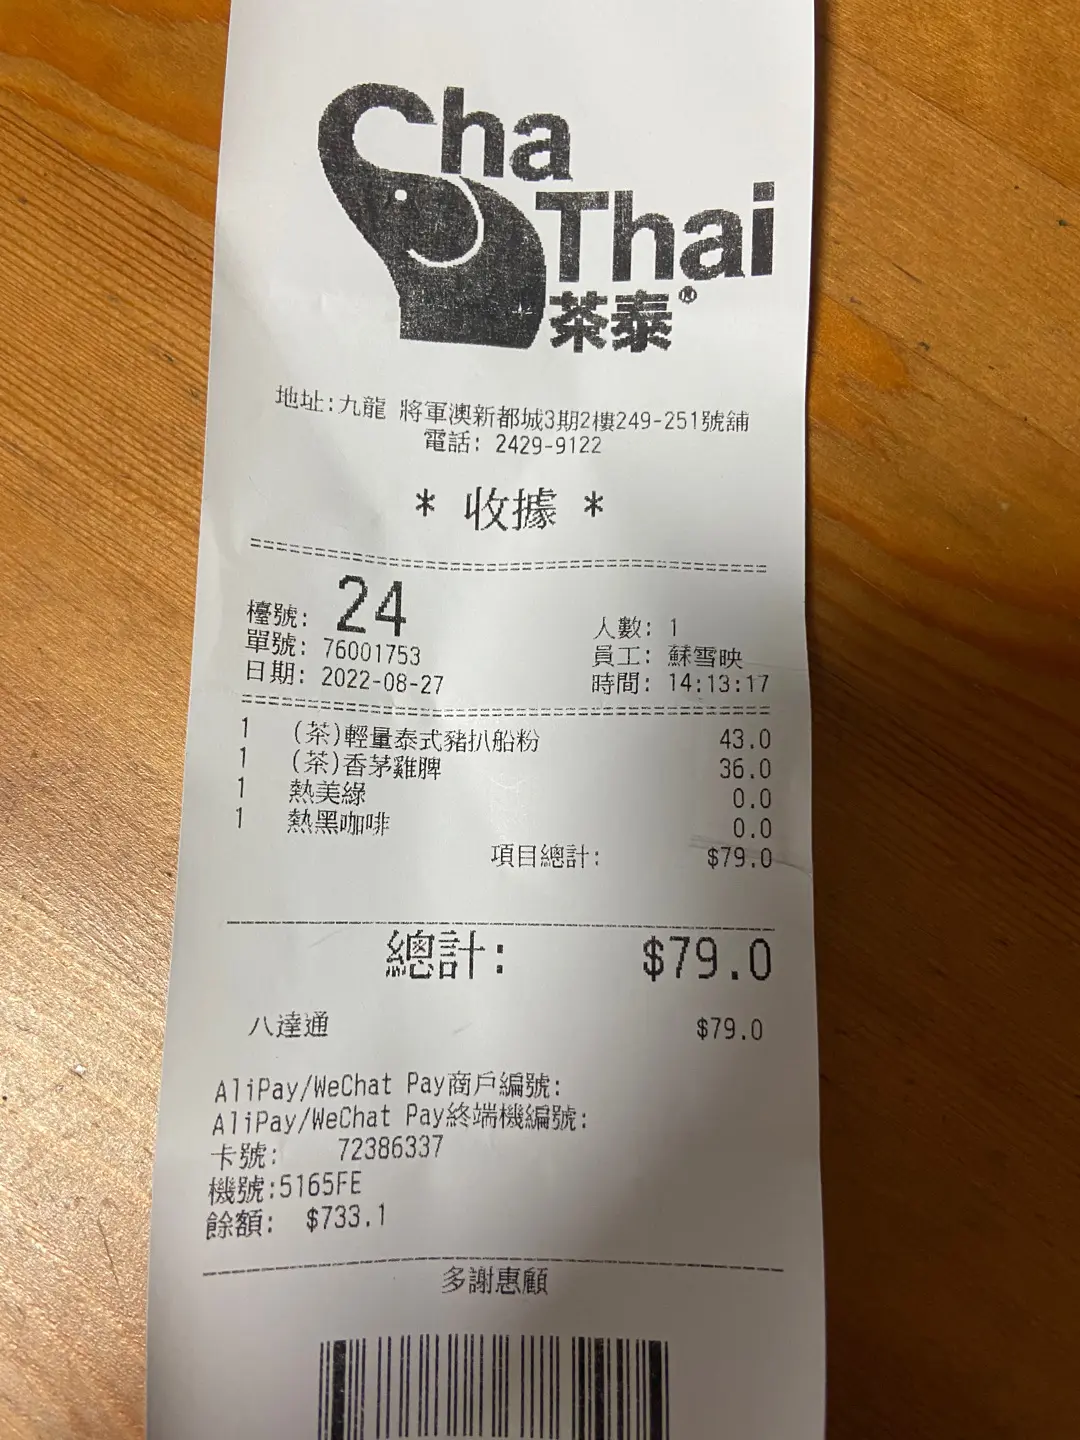 Cha
Thai
茶泰®
地址:九龍 將軍澳新都城3期2樓249-251號舖
電話: 2429-9122
* 收據 *
檯號: 24
人數: 1
單號: 76001753
員工: 蘇雪映
日期: 2022-08-27
時間: 14:13:17
1 (茶)輕量泰式豬扒船粉 43.0
1 (茶)香茅雞脾 36.0
1 熱美綠 0.0
1 熱黑咖啡 0.0
項目總計: $79.0
總計: $79.0
八達通 $79.0
AliPay/WeChat Pay商戶編號:
AliPay/WeChat Pay終端機編號:
卡號: 72386337
機號:5165FE
餘額: $733.1
多謝惠顧